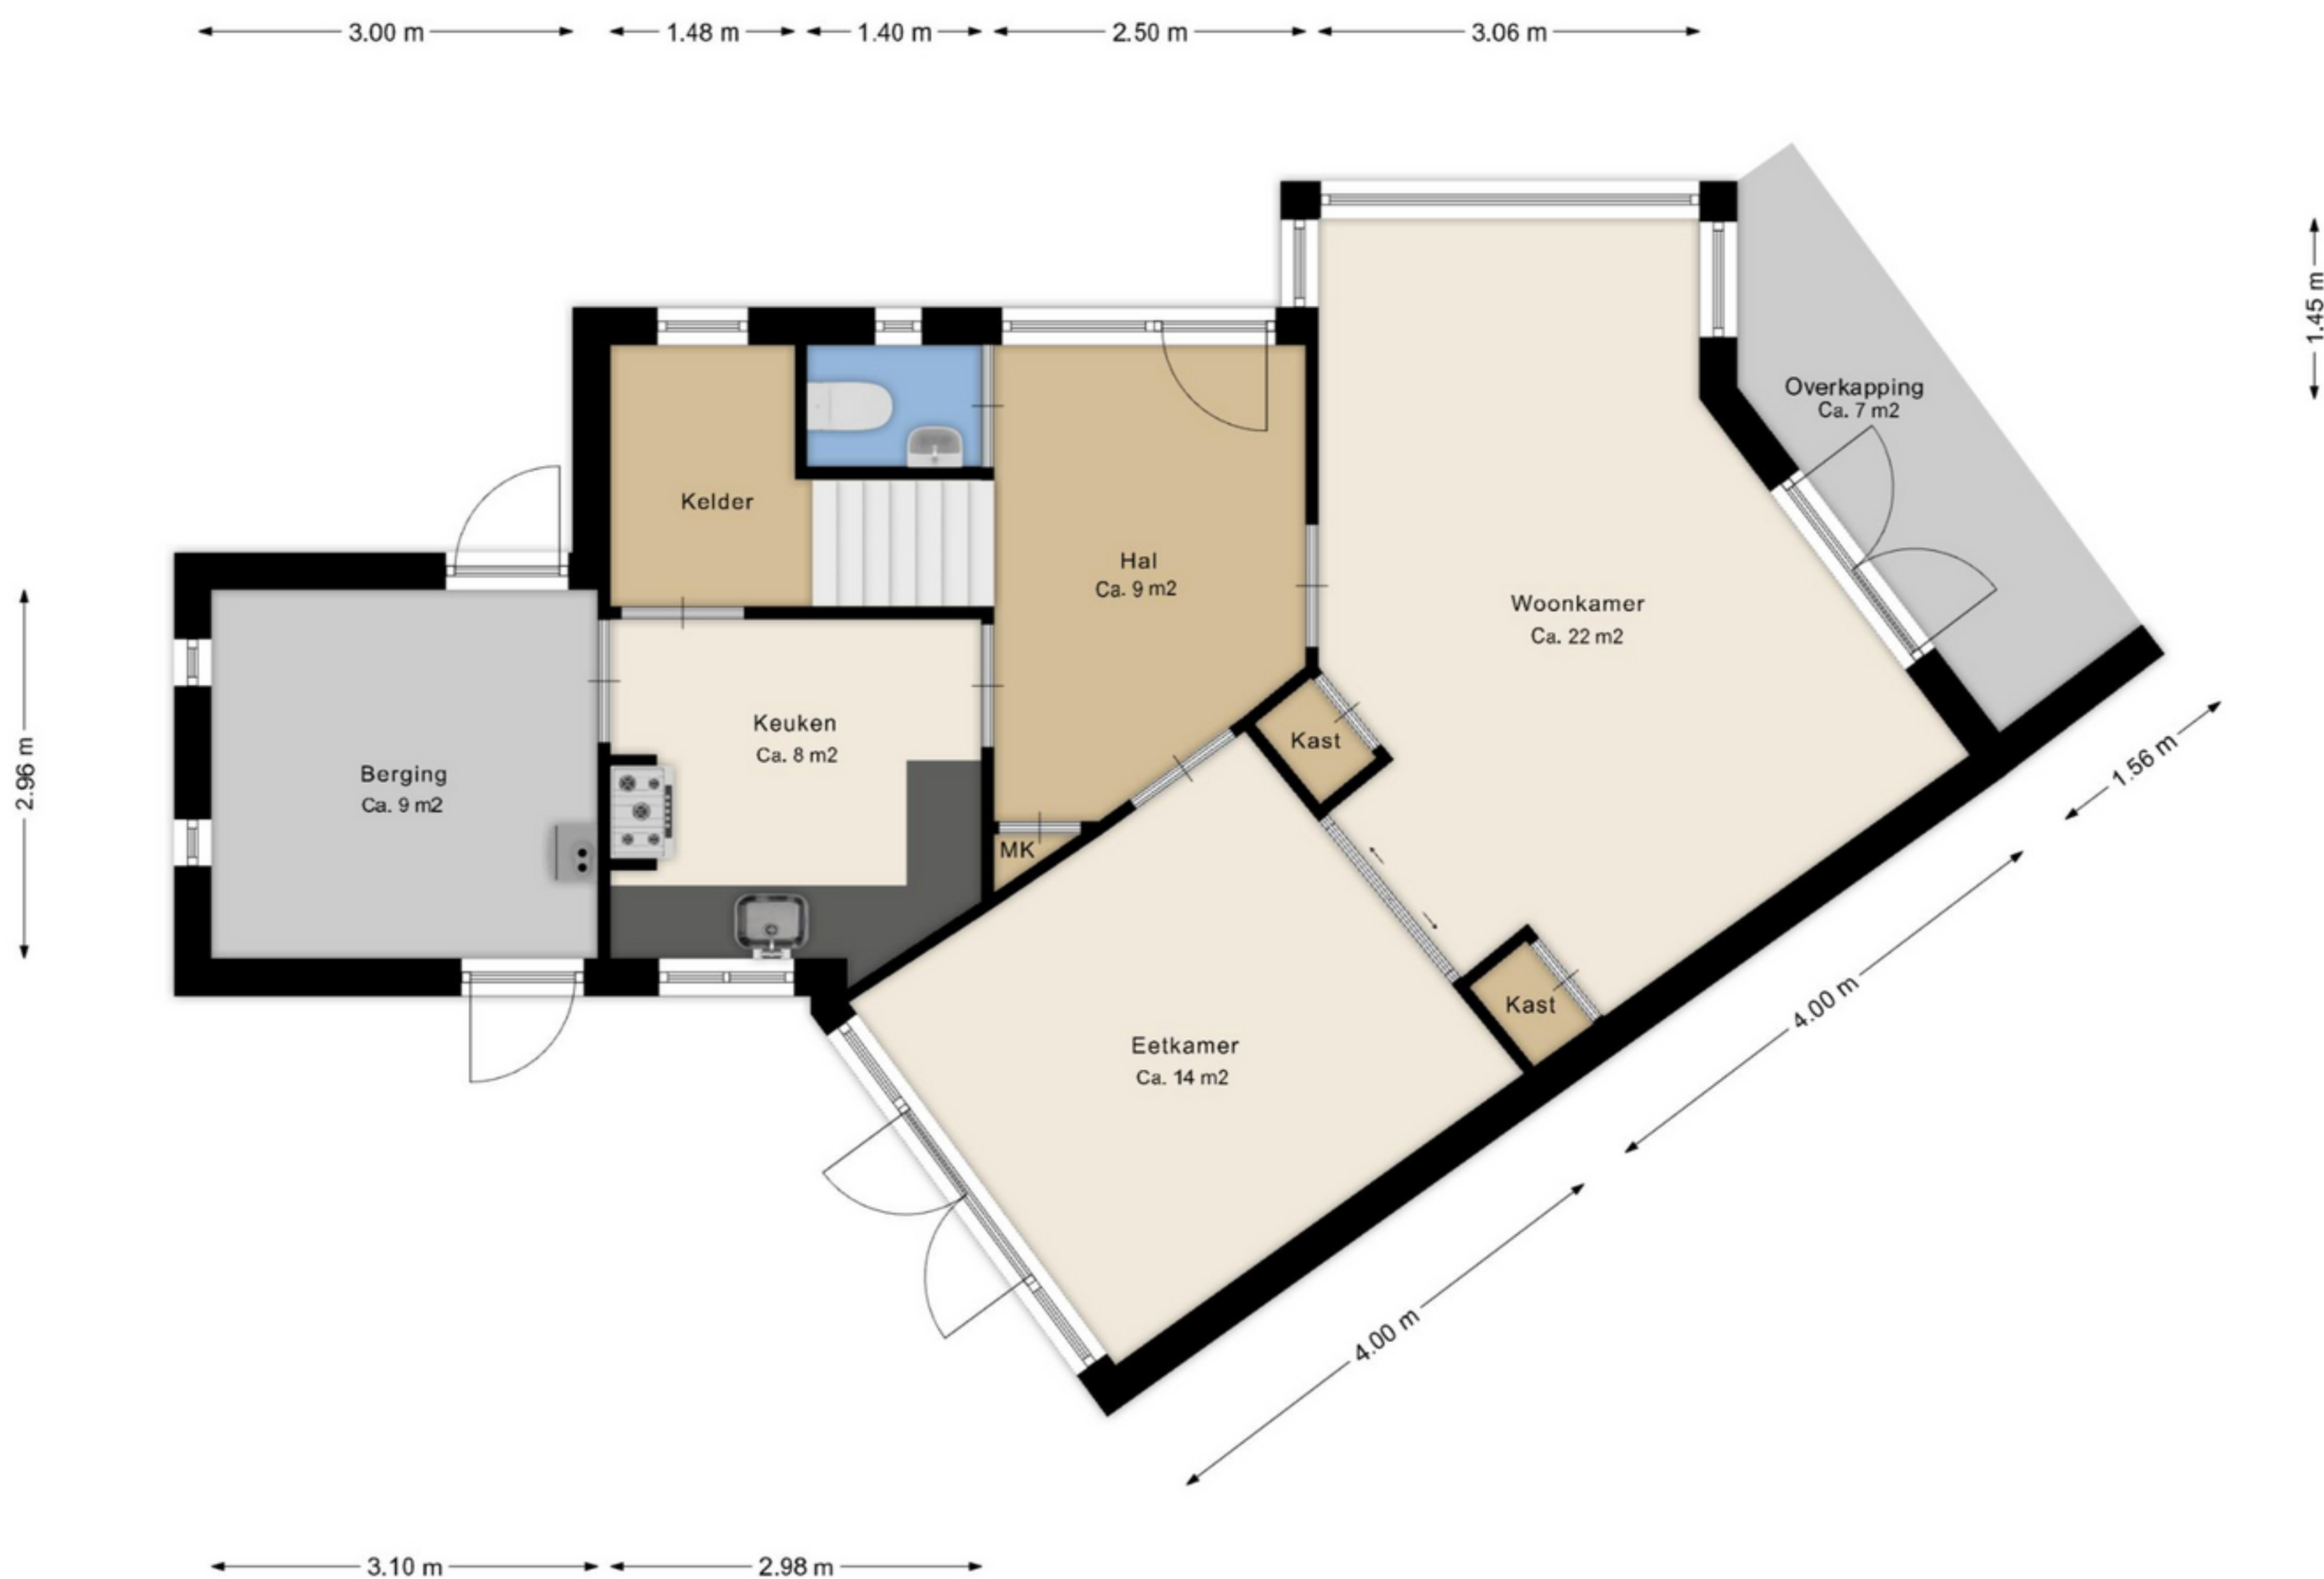 3.00 m
1.48 m
1.40 m
2.50 m
3.06 m
1.45 m
Overkapping
Ca. 7 m2
Kelder
Hal
Ca. 9 m2
Woonkamer
Ca. 22 m2
Keuken
Ca. 8 m2
Kast
Berging
Ca. 9 m2
2.96 m
1.56 m
MK
4.00 m
Kast
Eetkamer
Ca. 14 m2
4.00 m
3.10 m
2.98 m